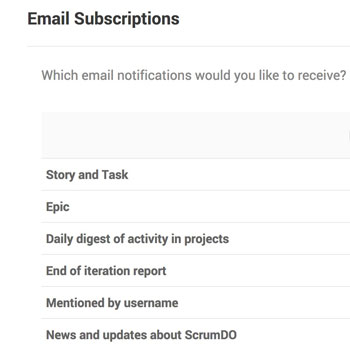 Email Subscriptions
Which email notifications would you like to receive?
Story and Task
Epic
Daily digest of activity in projects
End of iteration report
Mentioned by username
News and updates about ScrumDO